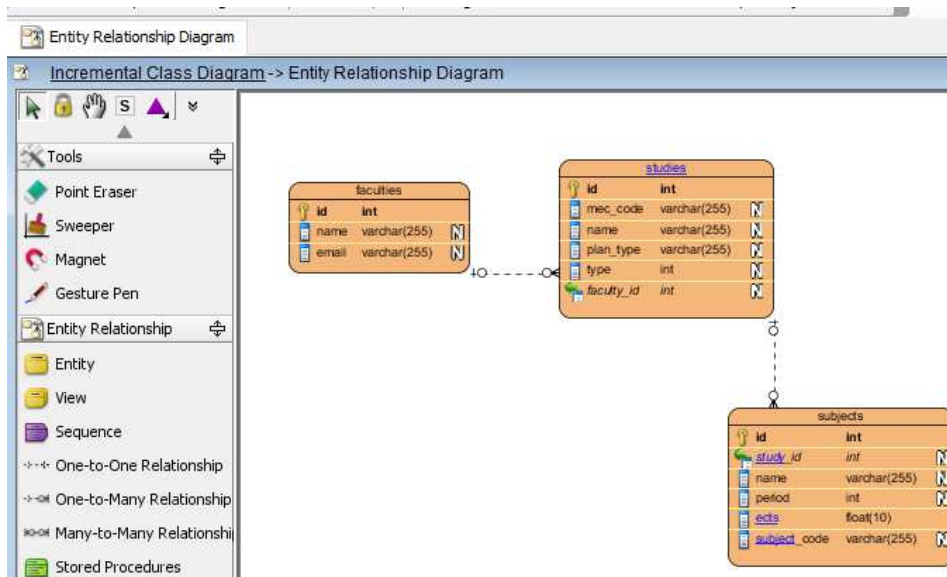 Entity Relationship Diagram
Incremental Class Diagram -> Entity Relationship Diagram
S
Tools
Point Eraser
Sweeper
Magnet
Gesture Pen
Entity Relationship
Entity
View
Sequence
One-to-One Relationship
One-to-Many Relationship
Many-to-Many Relationshi
Stored Procedures
faculties
id int
name varchar(255) N
email varchar(255) N
studies
id int
mec_code varchar(255) N
name varchar(255) N
plan_type varchar(255) N
type int N
faculty_id int N
subjects
id int
study_id int N
name varchar(255) N
period int N
ects float(10)
subject_code varchar(255) N